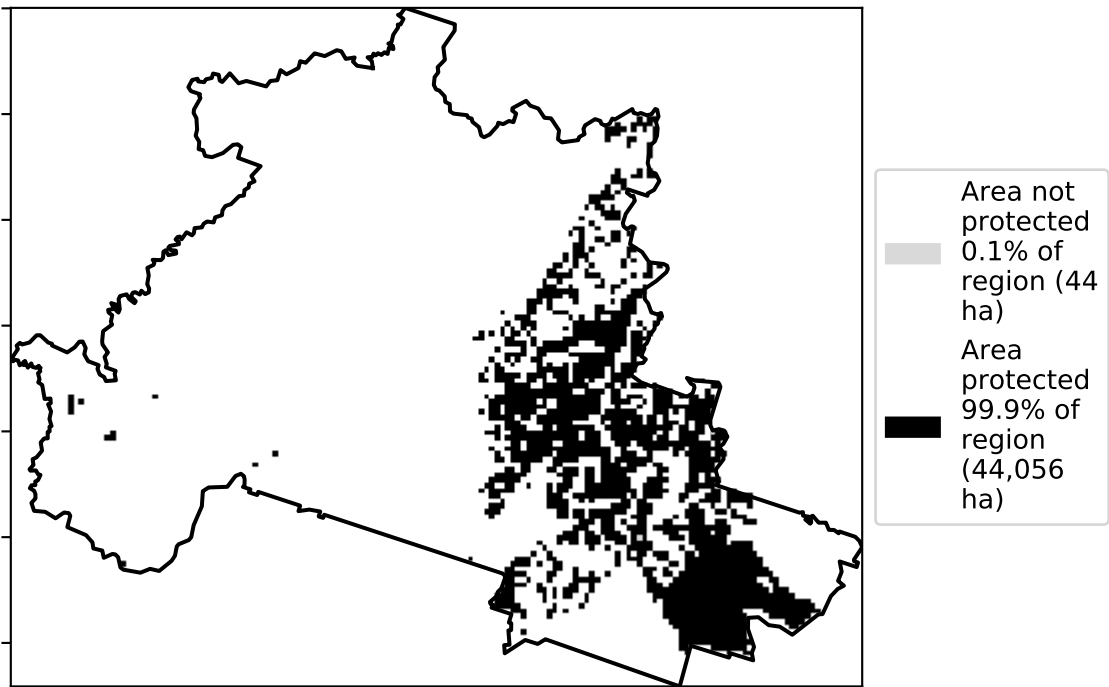 Area not
protected
0.1% of
region (44
ha)
Area
protected
99.9% of
region
(44,056
ha)